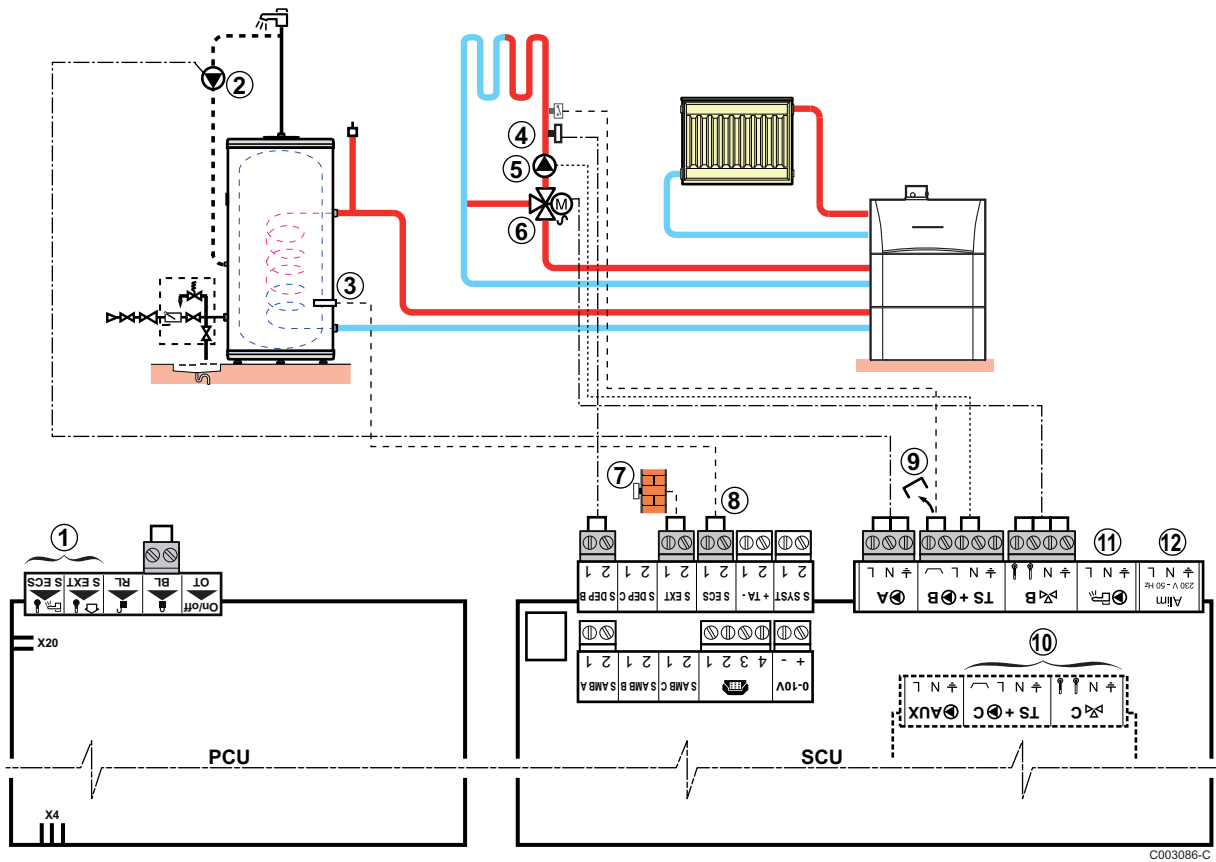 2
4
5
6
M
3
7
8
9
1
11
12
S ECS
S EXT
RL
BL
On/off
OT
X20
S DEP B
1 2
S DEP C
1 2
S EXT
1 2
S ECS
1 2
+ TA -
1 2
S SYST
1 2
A
L N
TS + B
N L
B
N
N L
Alim
230 V - 50 Hz
N L
S AMB A
1 2
S AMB B
1 2
S AMB C
1 2
1 2 3 4
0-10V
- +
10
AUX
L N
TS + C
N L
C
N
PCU
SCU
X4
C003086-C